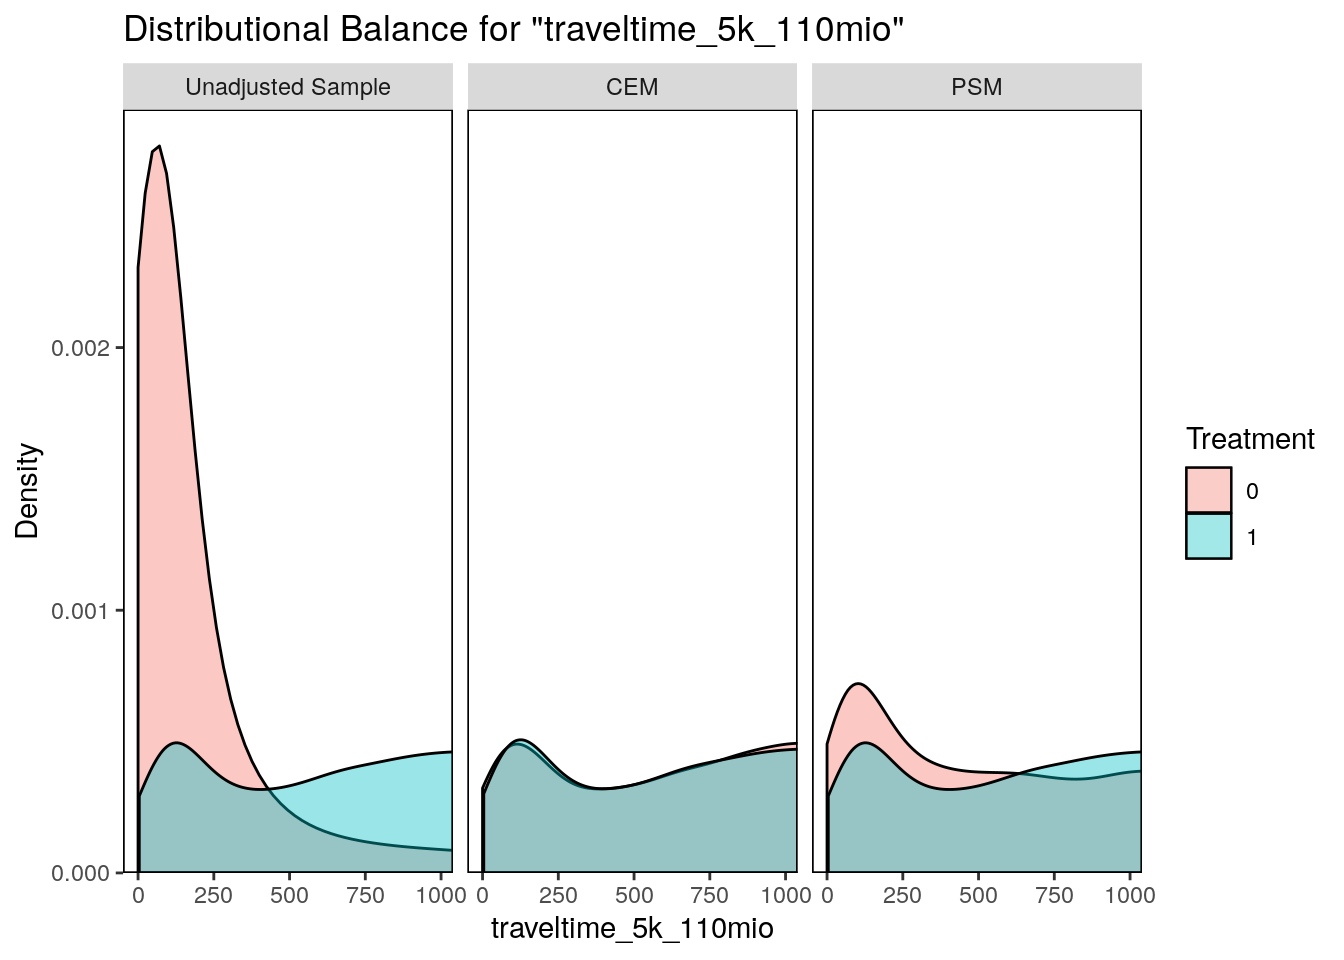 Distributional Balance for "traveltime_5k_110mio"
Unadjusted Sample CEM PSM
Density
0.002
0.001
0.000
0 250 500 750 1000 0 250 500 750 1000 0 250 500 750 1000
traveltime_5k_110mio
Treatment
0
1